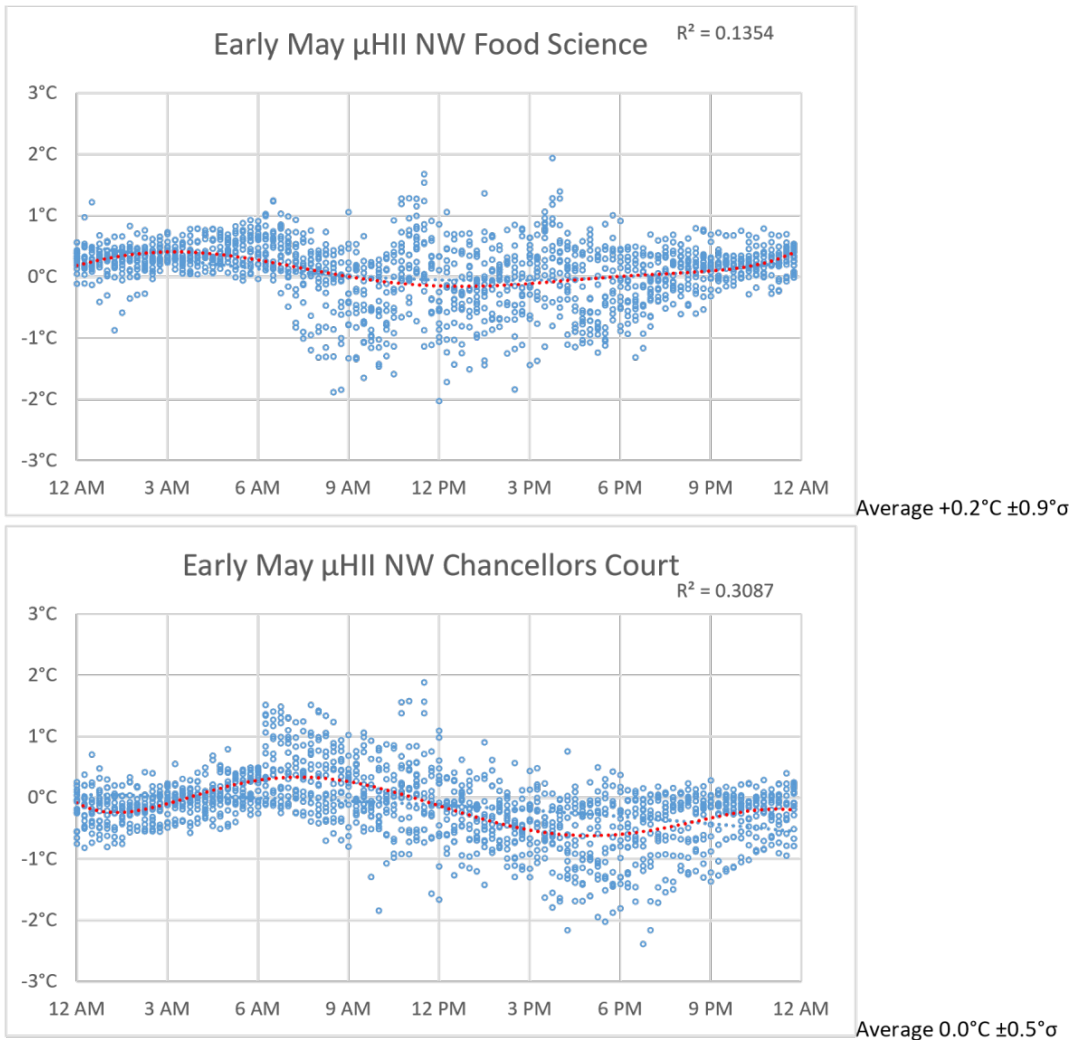 Early May µHII NW Food Science
R² = 0.1354
3°C
2°C
1°C
0°C
-1°C
-2°C
-3°C
12 AM 3 AM 6 AM 9 AM 12 PM 3 PM 6 PM 9 PM 12 AM
Average +0.2°C ±0.9°σ
Early May µHII NW Chancellors Court
R² = 0.3087
3°C
2°C
1°C
0°C
-1°C
-2°C
-3°C
12 AM 3 AM 6 AM 9 AM 12 PM 3 PM 6 PM 9 PM 12 AM
Average 0.0°C ±0.5°σ